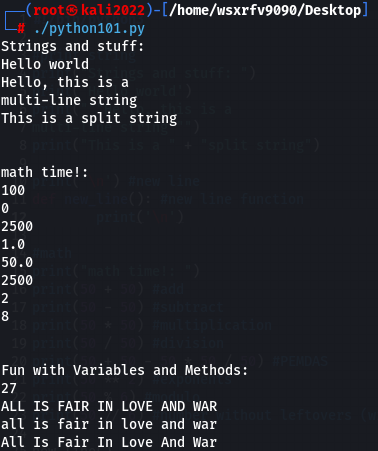 ┌──(root㉿kali2022)-[/home/wsxrfv9090/Desktop]
└─# ./python101.py
Strings and stuff:
Hello world
Hello, this is a
multi-line string
This is a split string
math time!:
100
0
2500
1.0
50.0
2500
2
8
Fun with Variables and Methods:
27
ALL IS FAIR IN LOVE AND WAR
all is fair in love and war
All Is Fair In Love And War